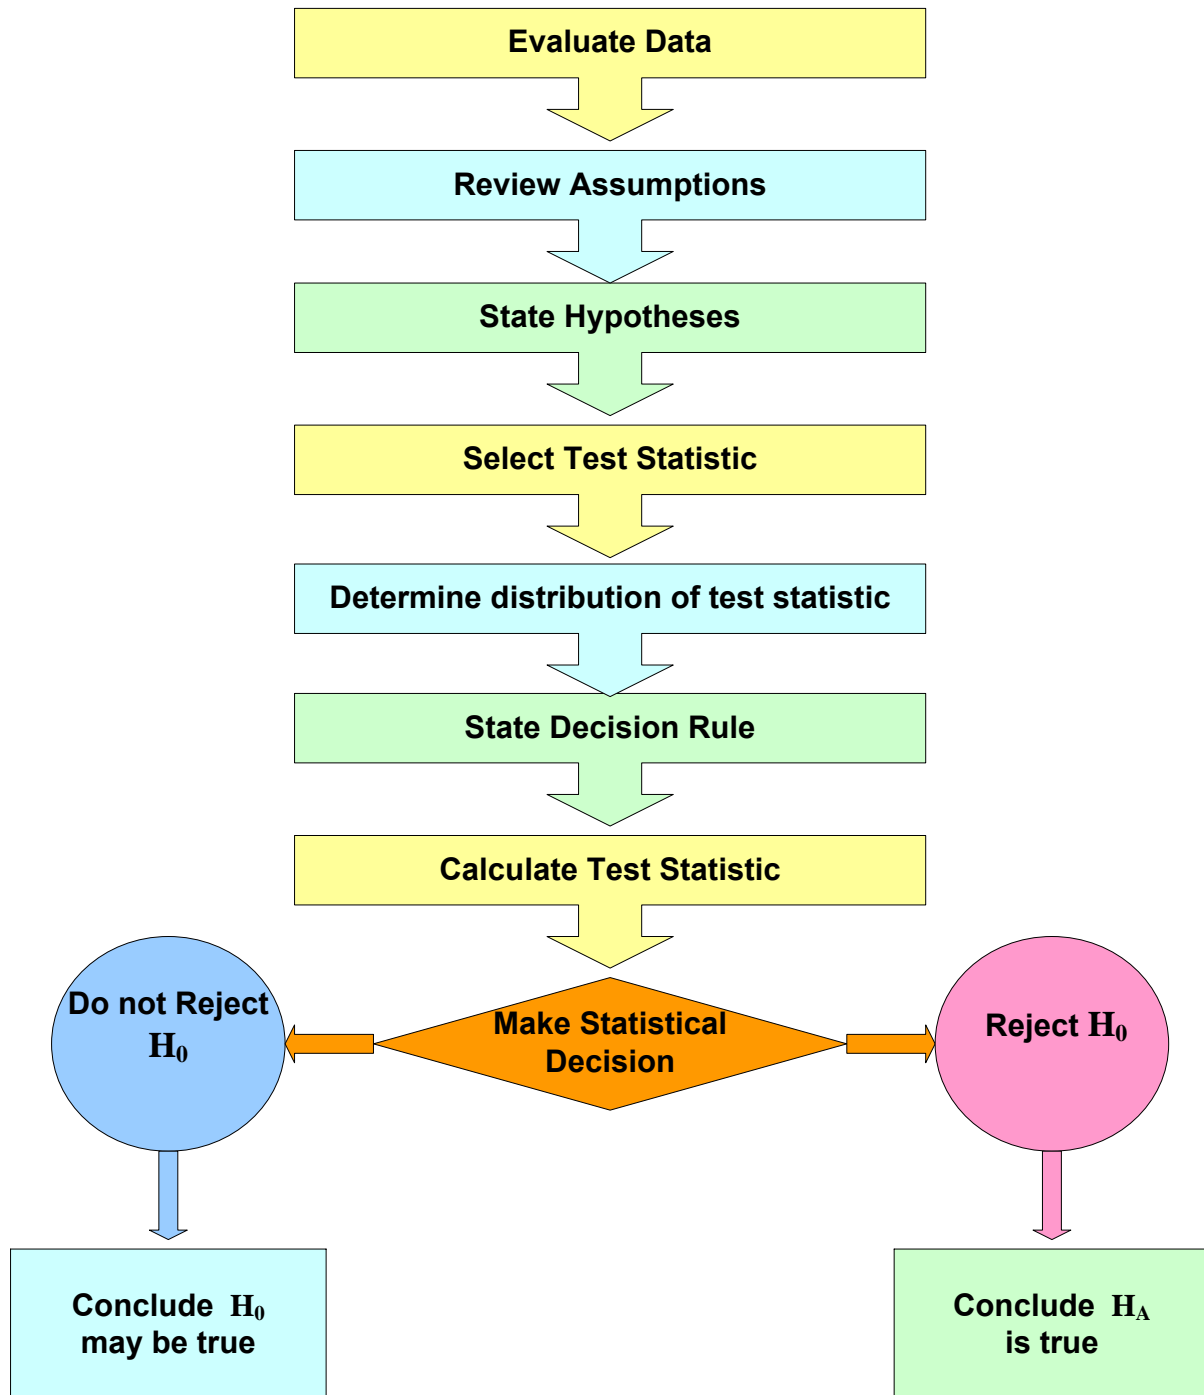 Evaluate Data
Review Assumptions
State Hypotheses
Select Test Statistic
Determine distribution of test statistic
State Decision Rule
Calculate Test Statistic
Do not Reject
H₀
Make Statistical
Decision
Reject H₀
Conclude H₀
may be true
Conclude H_A
is true